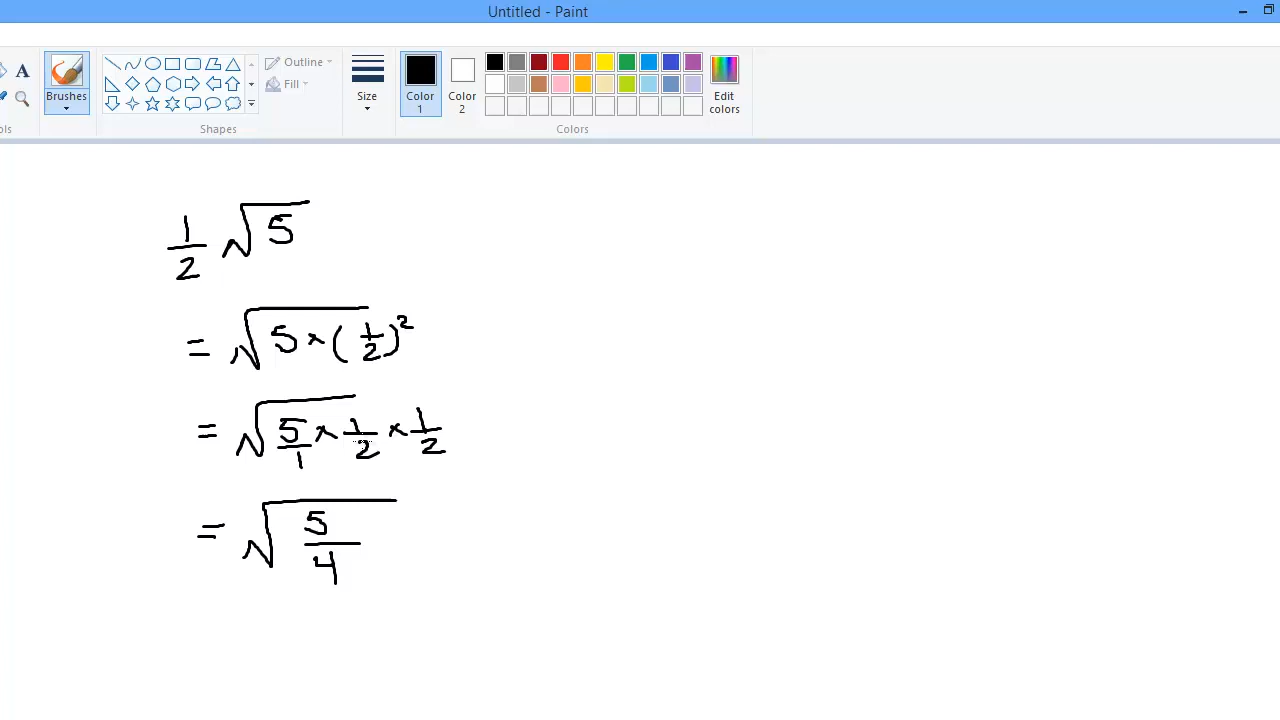 Untitled - Paint
A
Outline
Fill
Brushes
Size
Color 1
Color 2
Edit colors
ols
Shapes
Colors
1/2 √5
= √5 × (1/2)²
= √5/1 × 1/2 × 1/2
= √5/4